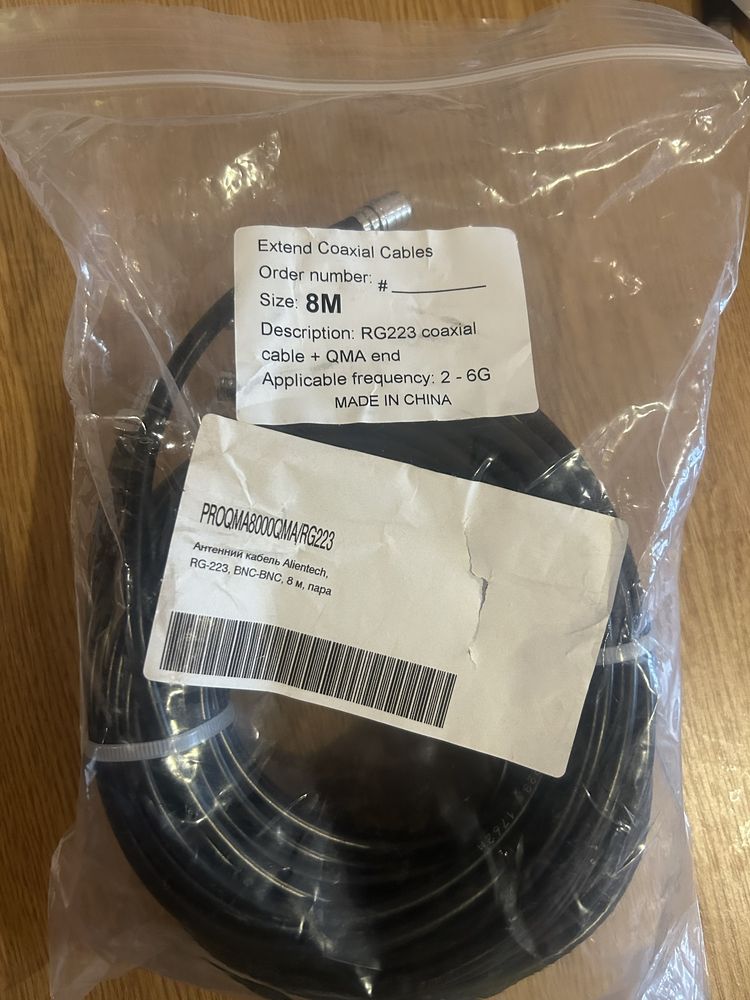 Extend Coaxial Cables
Order number: # ________
Size: 8M
Description: RG223 coaxial
cable + QMA end
Applicable frequency: 2 - 6G
MADE IN CHINA
PROQMA8000QMA/RG223
Антенний кабель Alientech,
RG-223, BNC-BNC, 8 м, пара